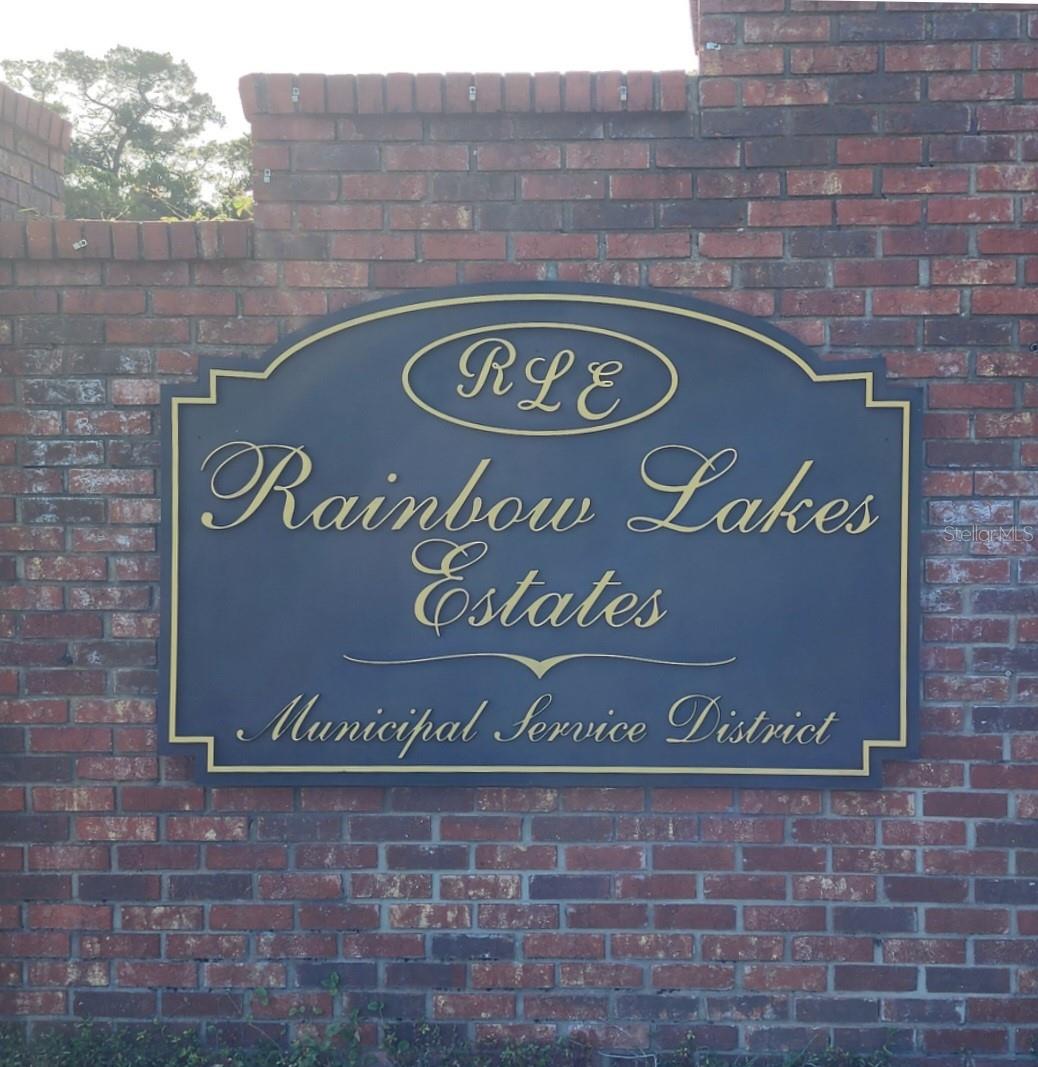 RLE
Rainbow Lakes
Estates
Municipal Service District
StellarMLS